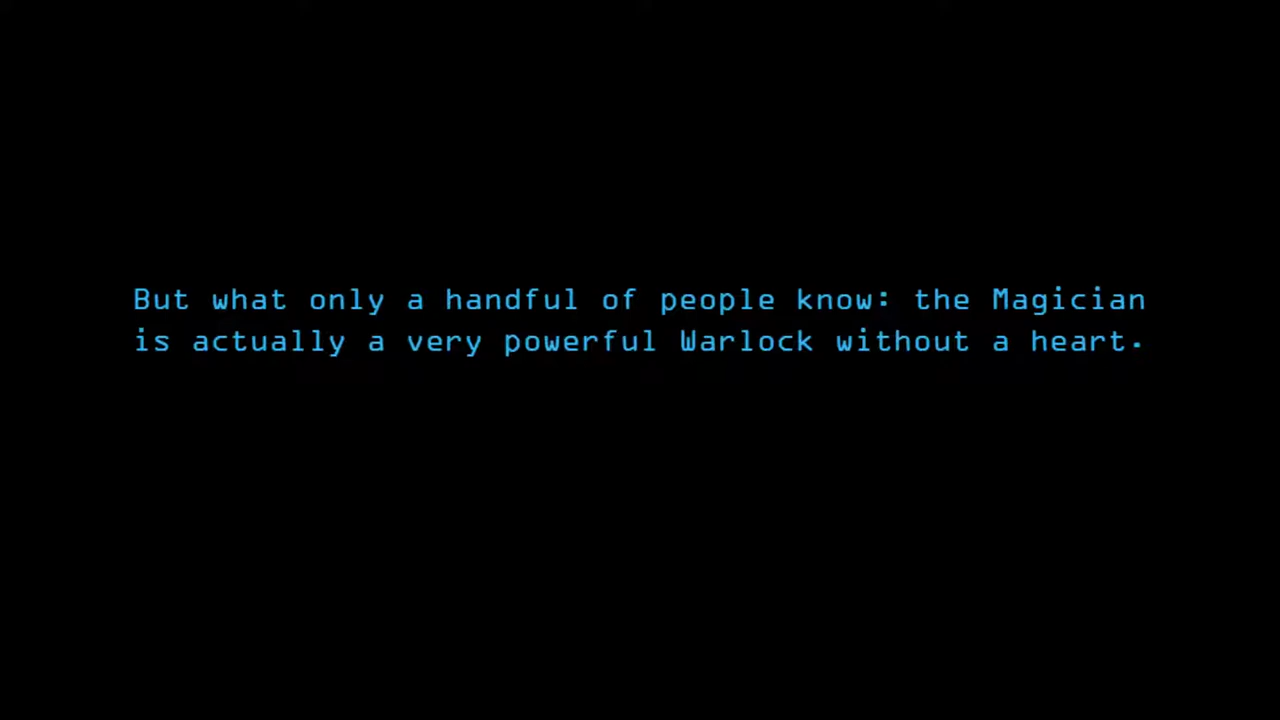 But what only a handful of people know: the Magician
is actually a very powerful Warlock without a heart.